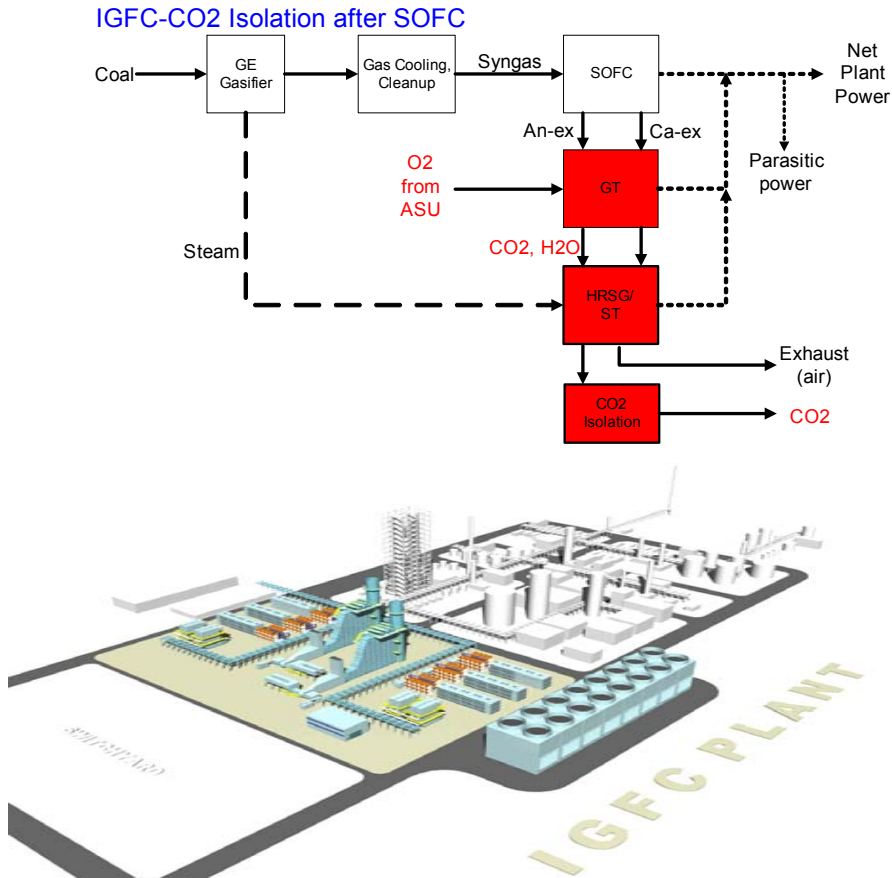 IGFC-CO2 Isolation after SOFC
Coal
GE
Gasifier
Gas Cooling,
Cleanup
Syngas
SOFC
Net
Plant
Power
An-ex
Ca-ex
Parasitic
power
O2
from
ASU
GT
Steam
CO2, H2O
HRSG/
ST
Exhaust
(air)
CO2
Isolation
CO2
SWITCHYARD
IGFC PLANT